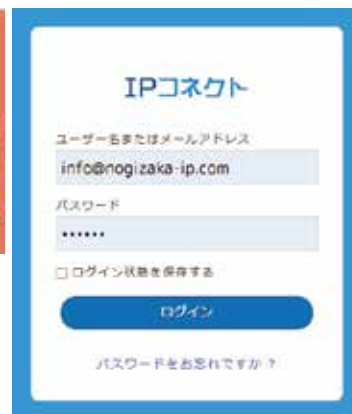 IPコネクト
ユーザー名またはメールアドレス
info@nogizaka-ip.com
パスワード
••••••
ログイン状態を保存する
ログイン
パスワードをお忘れですか ?